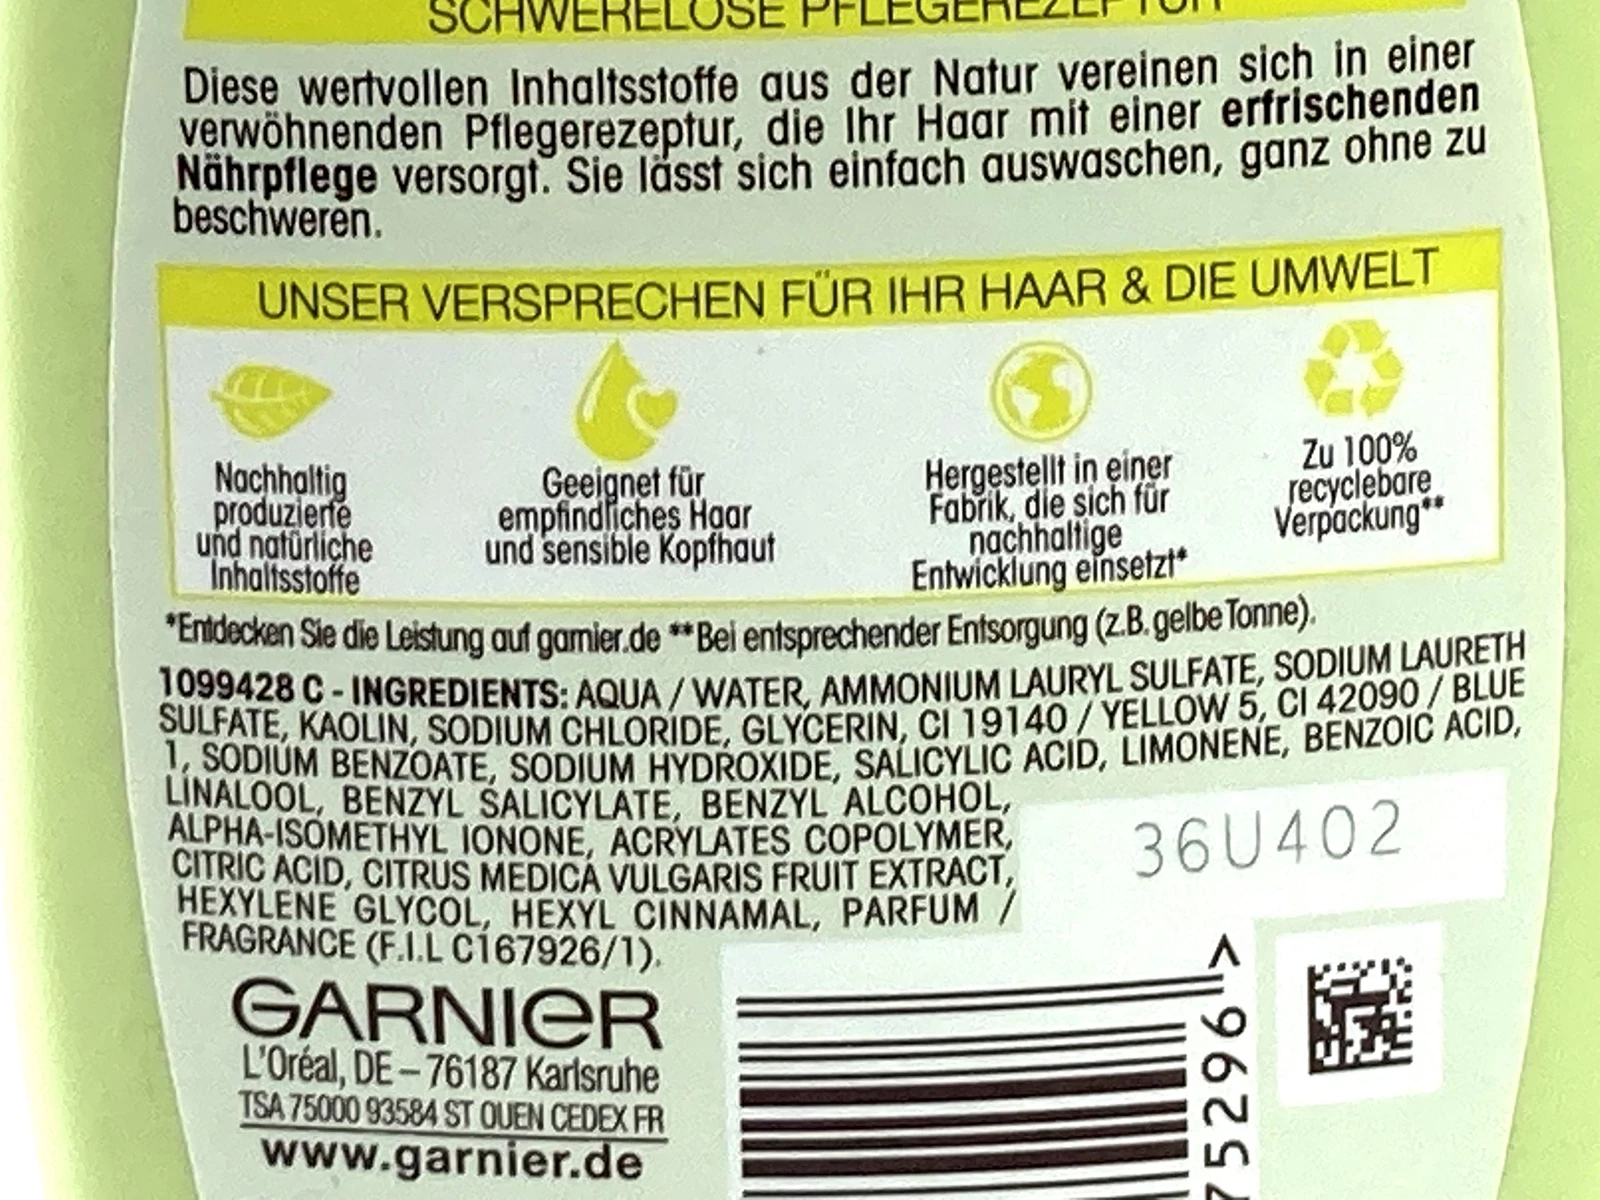 SCHWERELOSE PFLEGEREZEPTUR
Diese wertvollen Inhaltsstoffe aus der Natur vereinen sich in einer
verwöhnenden Pflegerezeptur, die Ihr Haar mit einer erfrischenden
Nährpflege versorgt. Sie lässt sich einfach auswaschen, ganz ohne zu
beschweren.
UNSER VERSPRECHEN FÜR IHR HAAR & DIE UMWELT
Nachhaltig
produzierte
und natürliche
Inhaltsstoffe
Geeignet für
empfindliches Haar
und sensible Kopfhaut
Hergestellt in einer
Fabrik, die sich für
nachhaltige
Entwicklung einsetzt*
Zu 100%
recyclebare
Verpackung**
*Entdecken Sie die Leistung auf garnier.de **Bei entsprechender Entsorgung (z.B. gelbe Tonne).
1099428 C - INGREDIENTS: AQUA / WATER, AMMONIUM LAURYL SULFATE, SODIUM LAURETH
SULFATE, KAOLIN, SODIUM CHLORIDE, GLYCERIN, CI 19140 / YELLOW 5, CI 42090 / BLUE
1, SODIUM BENZOATE, SODIUM HYDROXIDE, SALICYLIC ACID, LIMONENE, BENZOIC ACID,
LINALOOL, BENZYL SALICYLATE, BENZYL ALCOHOL,
ALPHA-ISOMETHYL IONONE, ACRYLATES COPOLYMER,
CITRIC ACID, CITRUS MEDICA VULGARIS FRUIT EXTRACT,
HEXYLENE GLYCOL, HEXYL CINNAMAL, PARFUM /
FRAGRANCE (F.I.L C167926/1).
36U402
GARNIER
L'Oréal, DE – 76187 Karlsruhe
TSA 75000 93584 ST OUEN CEDEX FR
www.garnier.de
75296 >